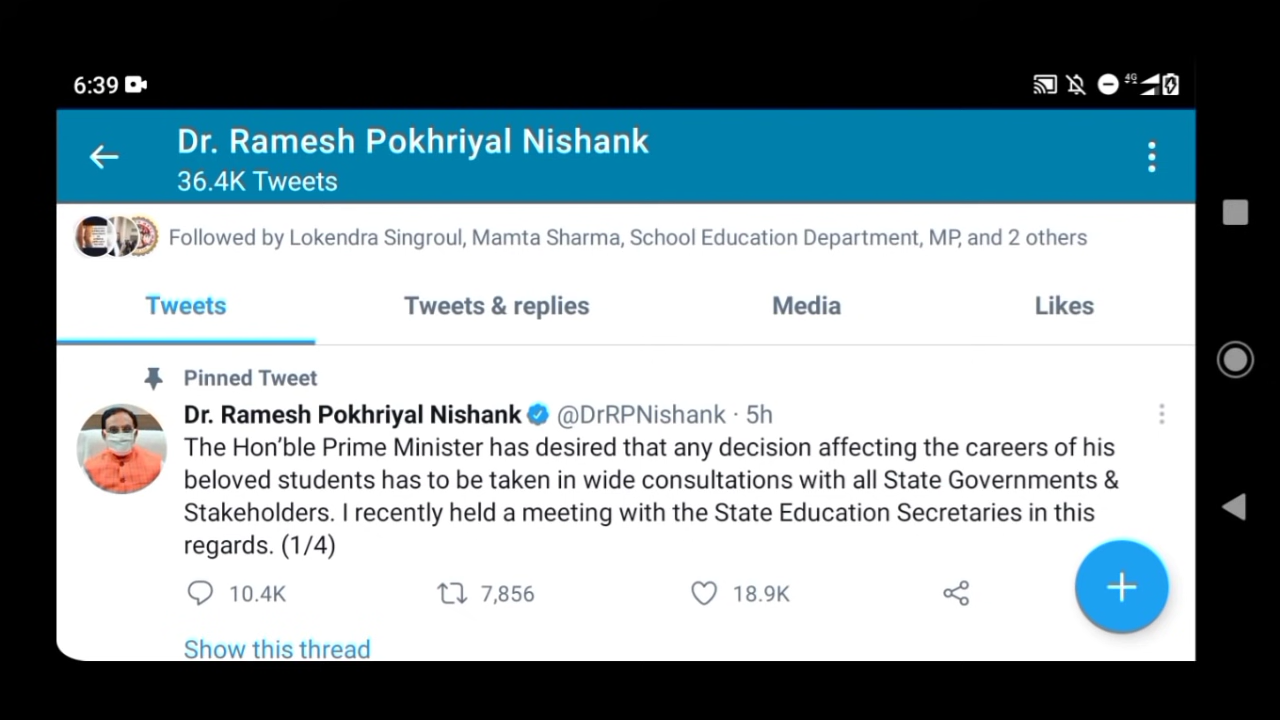 6:39
4G
Dr. Ramesh Pokhriyal Nishank
36.4K Tweets
Followed by Lokendra Singroul, Mamta Sharma, School Education Department, MP, and 2 others
Tweets Tweets & replies Media Likes
Pinned Tweet
Dr. Ramesh Pokhriyal Nishank @DrRPNishank · 5h
The Hon'ble Prime Minister has desired that any decision affecting the careers of his
beloved students has to be taken in wide consultations with all State Governments &
Stakeholders. I recently held a meeting with the State Education Secretaries in this
regards. (1/4)
10.4K 7,856 18.9K
Show this thread